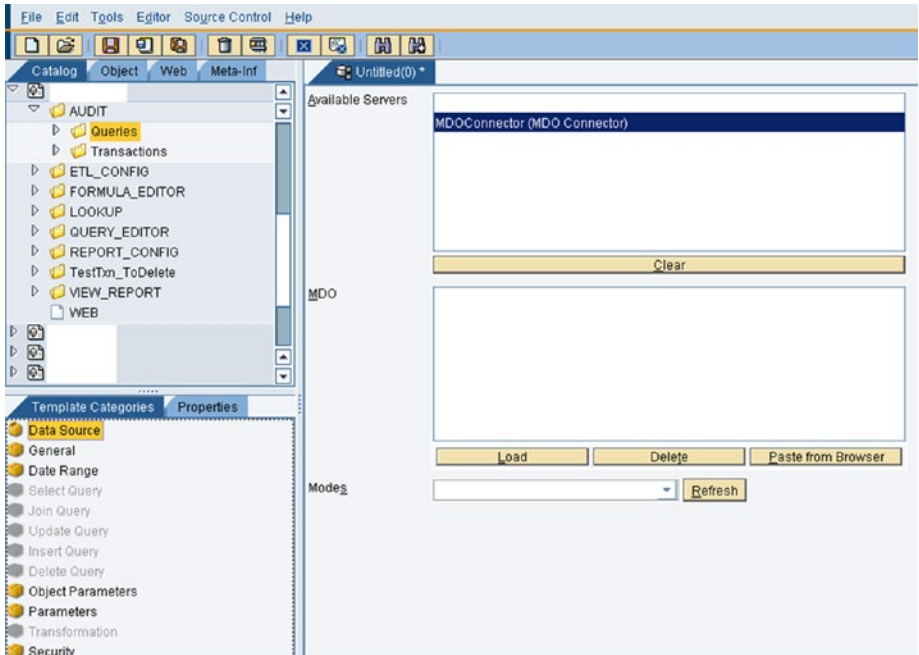 File Edit Tools Editor Source Control Help
Catalog Object Web Meta-Inf
AUDIT
Queries
Transactions
ETL_CONFIG
FORMULA_EDITOR
LOOKUP
QUERY_EDITOR
REPORT_CONFIG
TestTxn_ToDelete
VIEW_REPORT
WEB
Template Categories Properties
Data Source
General
Date Range
Select Query
Join Query
Update Query
Insert Query
Delete Query
Object Parameters
Parameters
Transformation
Security
Untitled(0) *
Available Servers
MDOConnector (MDO Connector)
Clear
MDO
Load Delete Paste from Browser
Modes Refresh